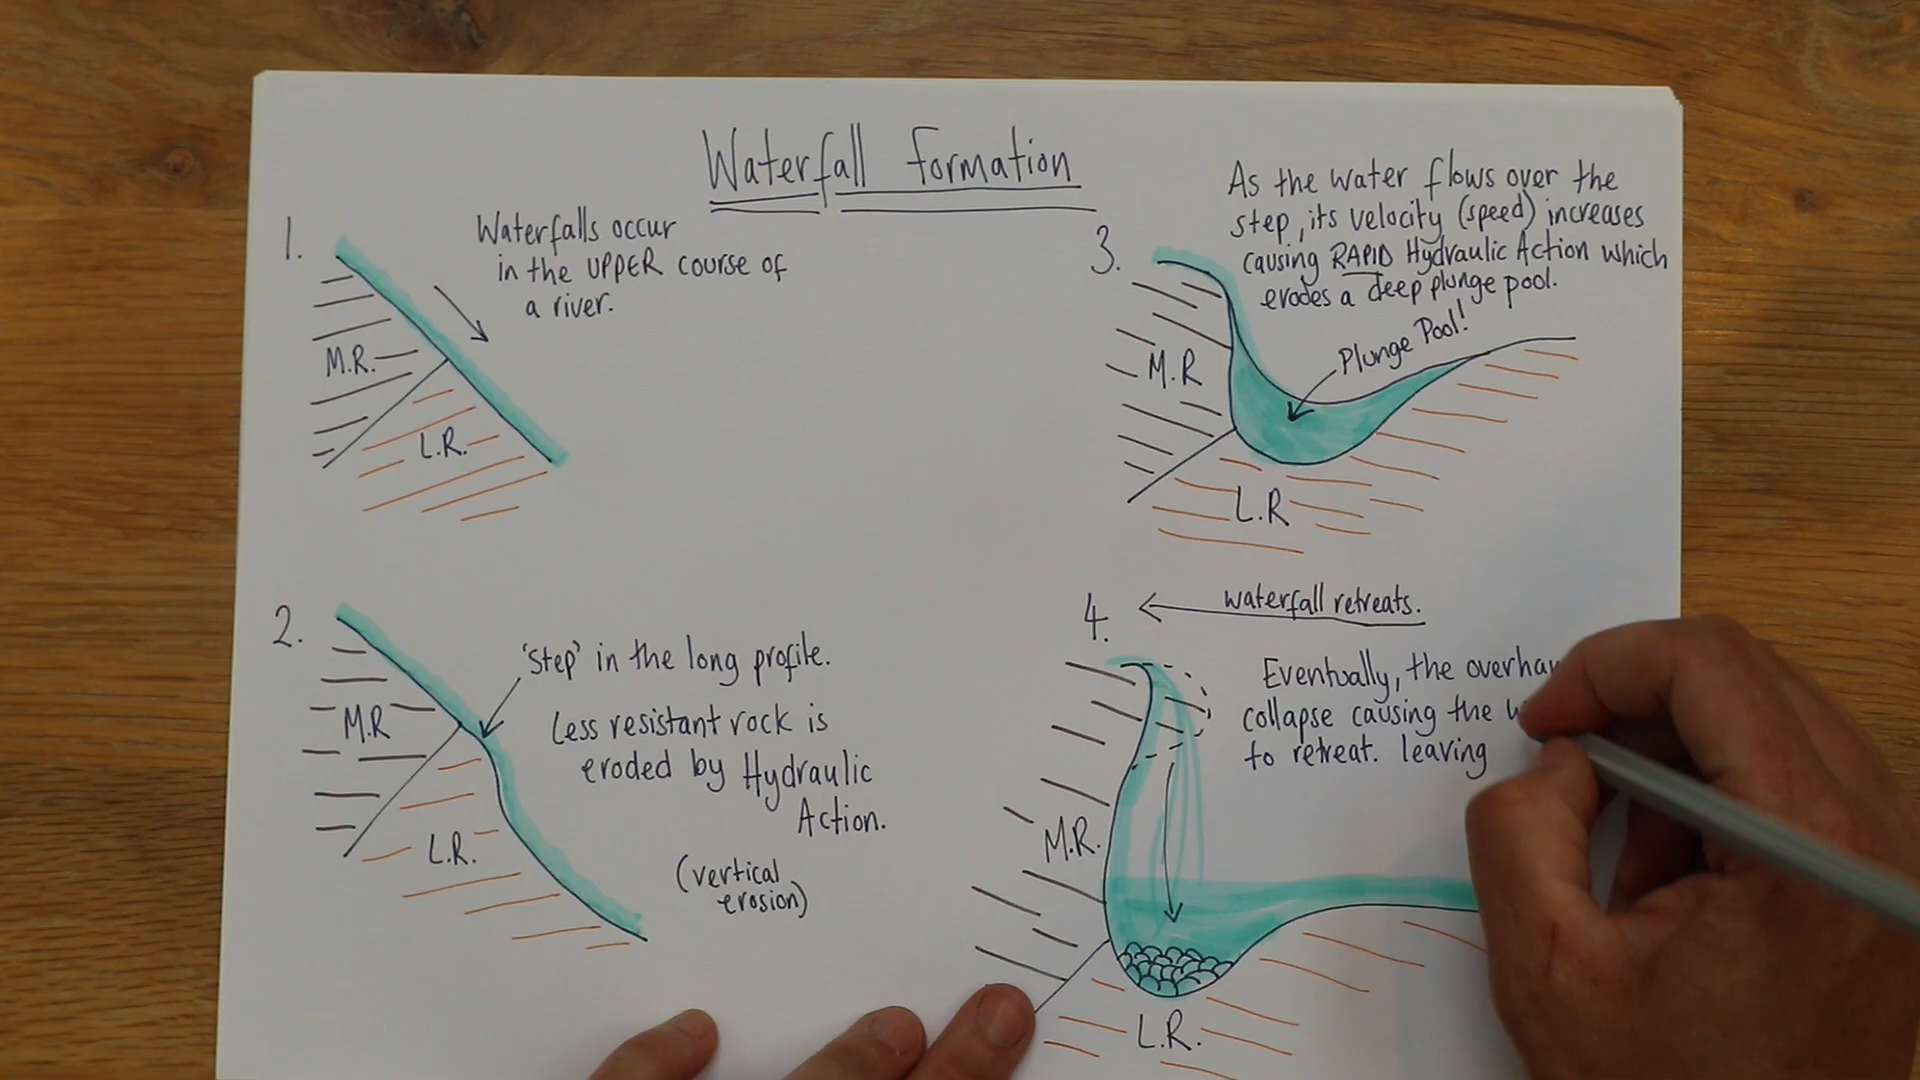 Waterfall Formation
1.
Waterfalls occur
in the UPPER course of
a river.
M.R.
L.R.
2.
'Step' in the long profile.
Less resistant rock is
eroded by Hydraulic
Action.
(vertical
erosion)
M.R
L.R.
3.
As the water flows over the
step, its velocity (speed) increases
causing RAPID Hydraulic Action which
erodes a deep plunge pool.
Plunge Pool!
M.R
L.R
4.
waterfall retreats.
Eventually, the
collapse causing the
to retreat. leaving
M.R.
L.R.